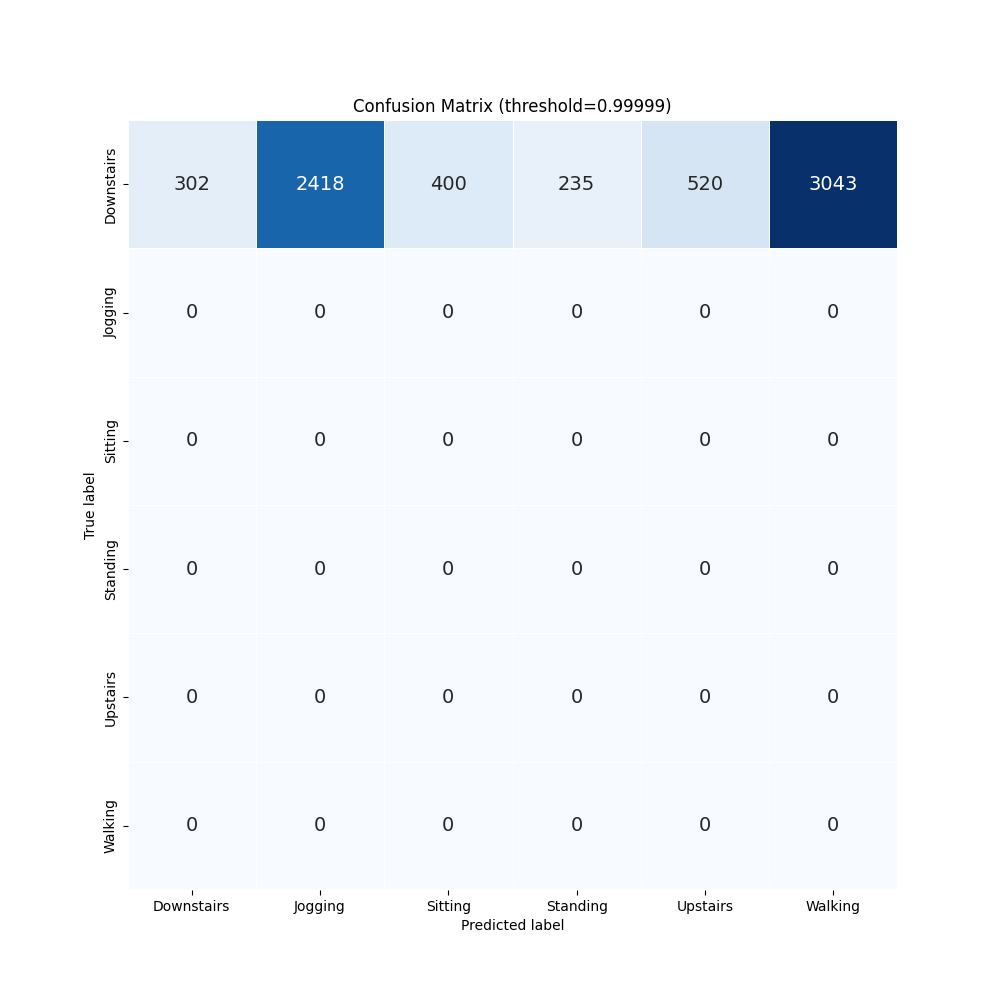 Confusion Matrix (threshold=0.99999)
True label
Downstairs 302 2418 400 235 520 3043
Jogging 0 0 0 0 0 0
Sitting 0 0 0 0 0 0
Standing 0 0 0 0 0 0
Upstairs 0 0 0 0 0 0
Walking 0 0 0 0 0 0
Downstairs Jogging Sitting Standing Upstairs Walking
Predicted label